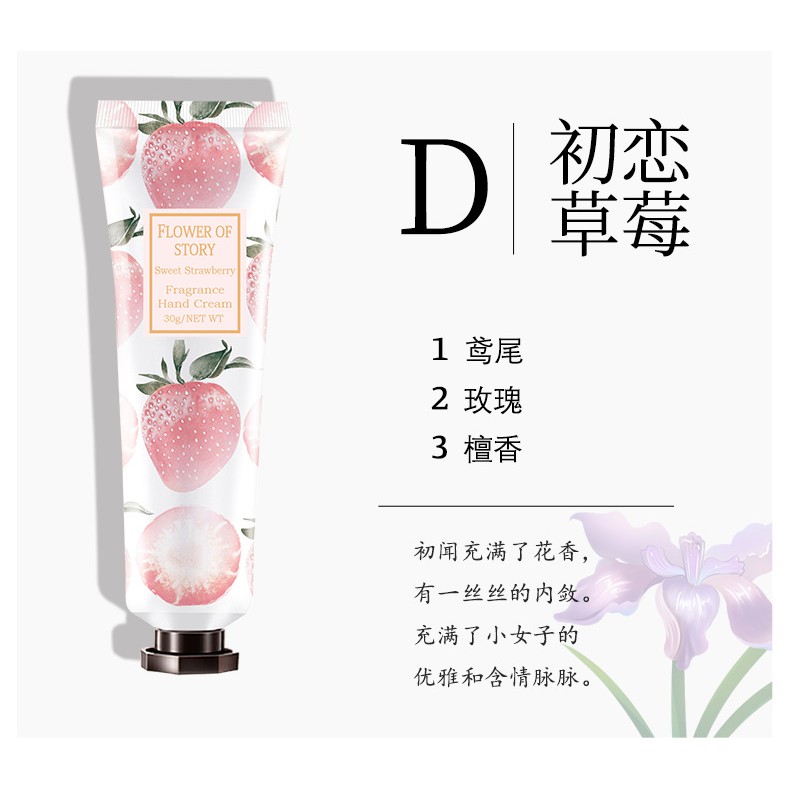 FLOWER OF
STORY
Sweet Strawberry
Fragrance
Hand Cream
30g/NET WT
D
初恋
草莓
1 鸢尾
2 玫瑰
3 檀香
初闻充满了花香，
有一丝丝的内敛。
充满了小女子的
优雅和含情脉脉。